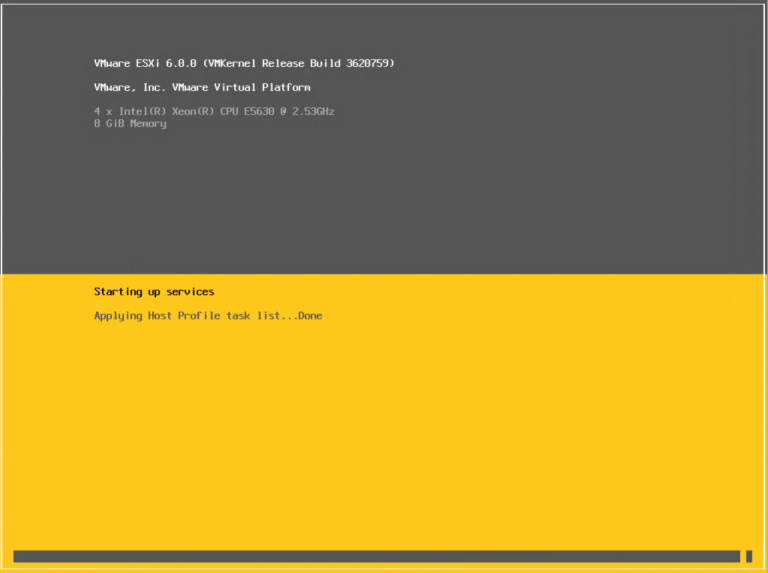 VMware ESXi 6.0.0 (VMKernel Release Build 3620759)
VMware, Inc. VMware Virtual Platform
4 x Intel(R) Xeon(R) CPU E5630 @ 2.53GHz
8 GiB Memory
Starting up services
Applying Host Profile task list...Done